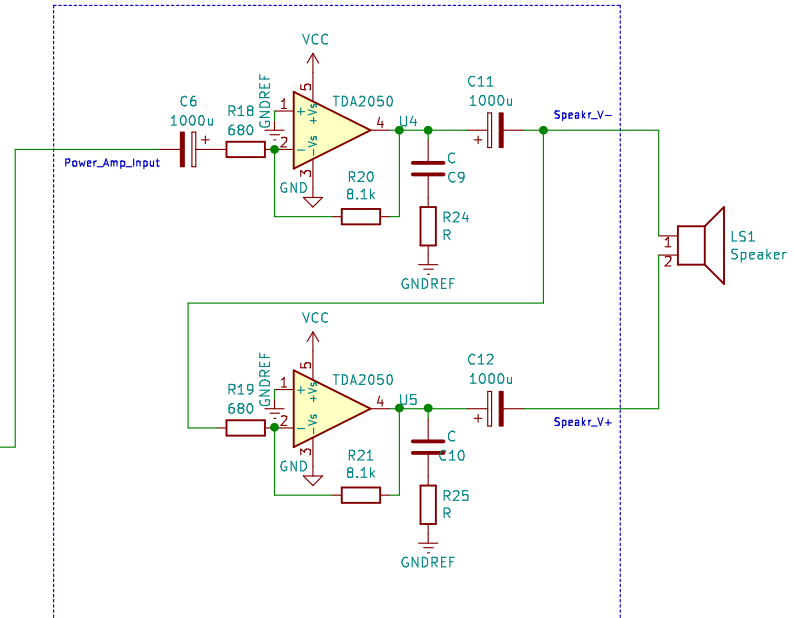 VCC
GNDREF
C6
1000u
+
R18
680
1
5
TDA2050
+
+Vs
-Vs
-
2
3
4
U4
GND
C11
1000u
+
Speakr_V-
Power_Amp_Input
R20
8.1k
C
C9
R24
R
GNDREF
1
2
LS1
Speaker
VCC
GNDREF
R19
680
1
5
TDA2050
+
+Vs
-Vs
-
2
3
4
U5
GND
C12
1000u
+
Speakr_V+
R21
8.1k
C
C10
R25
R
GNDREF